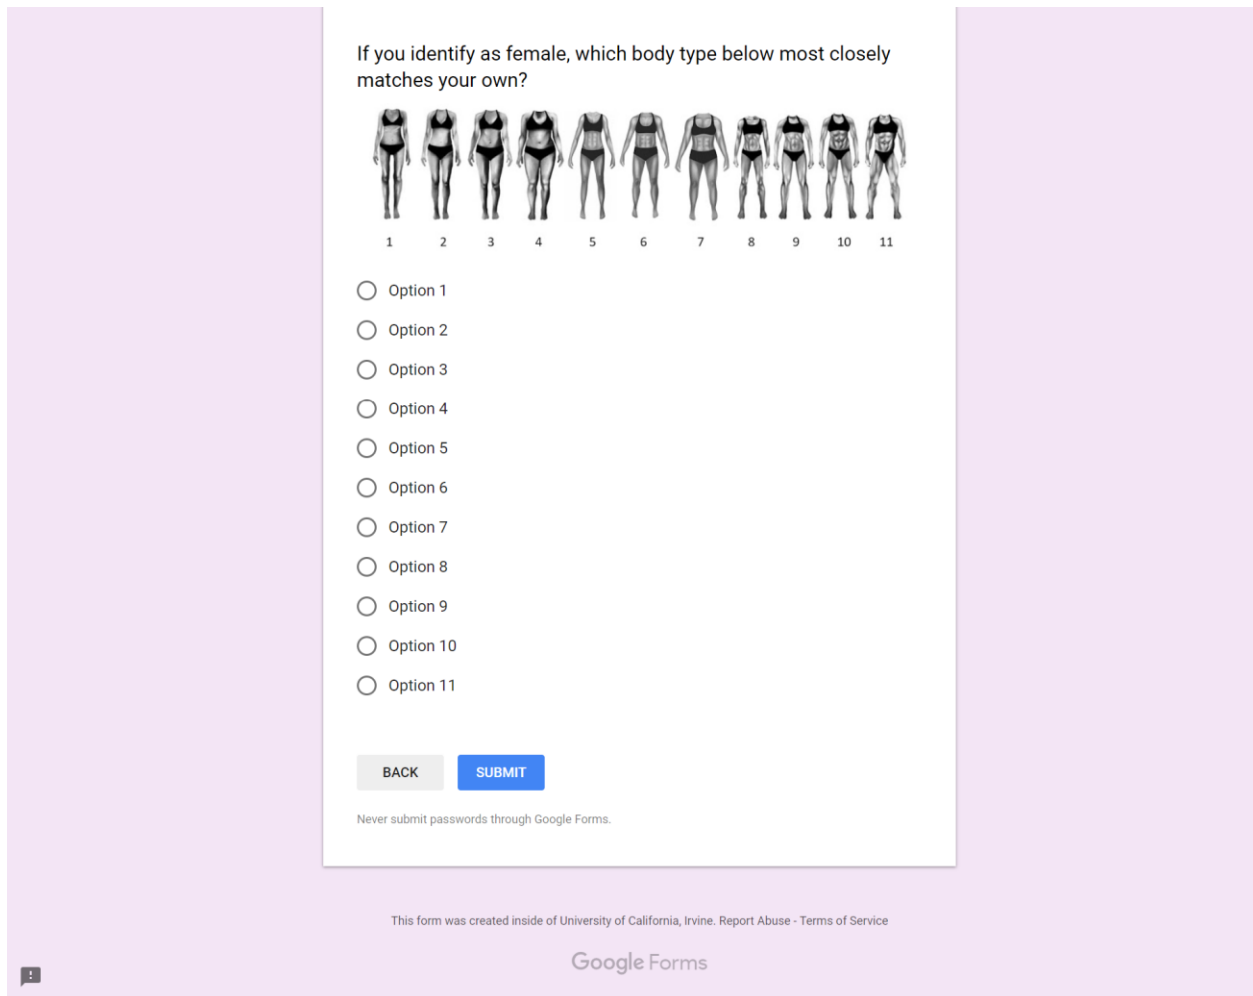 If you identify as female, which body type below most closely
matches your own?
1 2 3 4 5 6 7 8 9 10 11
Option 1
Option 2
Option 3
Option 4
Option 5
Option 6
Option 7
Option 8
Option 9
Option 10
Option 11
BACK SUBMIT
Never submit passwords through Google Forms.
This form was created inside of University of California, Irvine. Report Abuse - Terms of Service
Google Forms